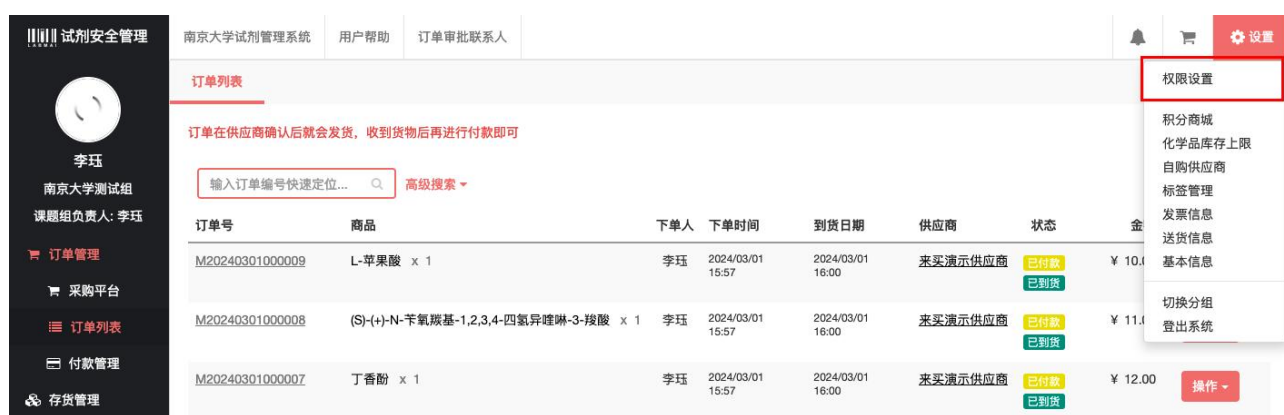 试剂安全管理
LABMAI
南京大学试剂管理系统 用户帮助 订单审批联系人 设置
订单列表
权限设置
订单在供应商确认后就会发货，收到货物后再进行付款即可
积分商城
化学品库存上限
自购供应商
标签管理
发票信息
送货信息
基本信息
切换分组
登出系统
李珏
南京大学测试组
课题组负责人: 李珏
订单管理
采购平台
订单列表
付款管理
存货管理
输入订单编号快速定位... 高级搜索
订单号 商品 下单人 下单时间 到货日期 供应商 状态 金
M20240301000009 L-苹果酸 x 1 李珏 2024/03/01 15:57 2024/03/01 16:00 来买演示供应商 已付款 已到货 ¥ 10.0
M20240301000008 (S)-(+)-N-苄氧羰基-1,2,3,4-四氢异喹啉-3-羧酸 x 1 李珏 2024/03/01 15:57 2024/03/01 16:00 来买演示供应商 已付款 已到货 ¥ 11.0
M20240301000007 丁香酚 x 1 李珏 2024/03/01 15:57 2024/03/01 16:00 来买演示供应商 已付款 已到货 ¥ 12.00 操作